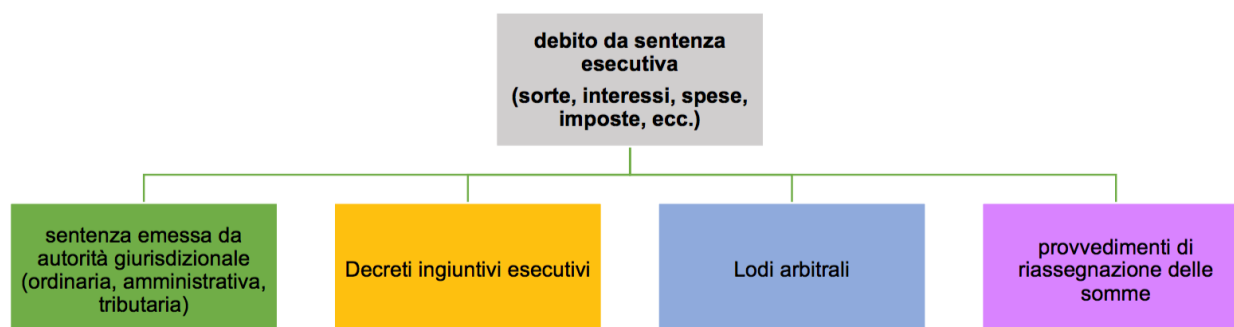 debito da sentenza
esecutiva
(sorte, interessi, spese,
imposte, ecc.)
sentenza emessa da
autorità giurisdizionale
(ordinaria, amministrativa,
tributaria)
Decreti ingiuntivi esecutivi
Lodi arbitrali
provvedimenti di
riassegnazione delle
somme